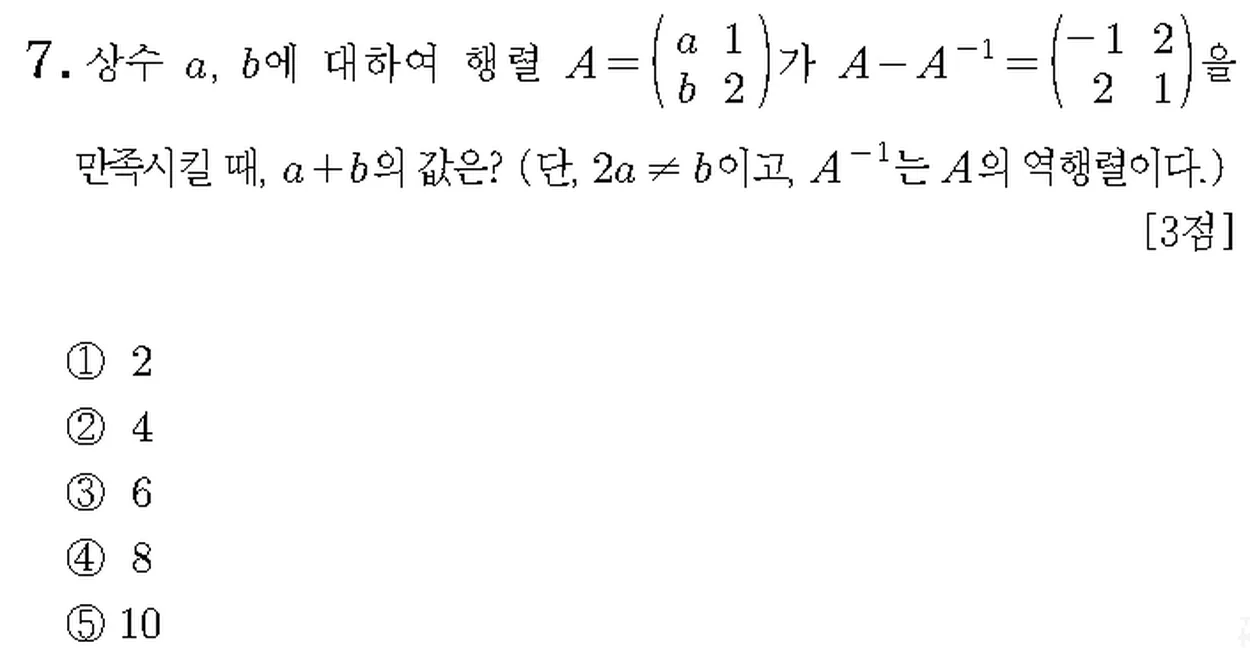 7. 상수 a, b에 대하여 행렬 A=(a 1 b 2)가 A-A⁻¹=(-1 2 2 1)을
만족시킬 때, a+b의 값은? (단, 2a ≠ b이고, A⁻¹는 A의 역행렬이다.)
[3점]
① 2
② 4
③ 6
④ 8
⑤ 10